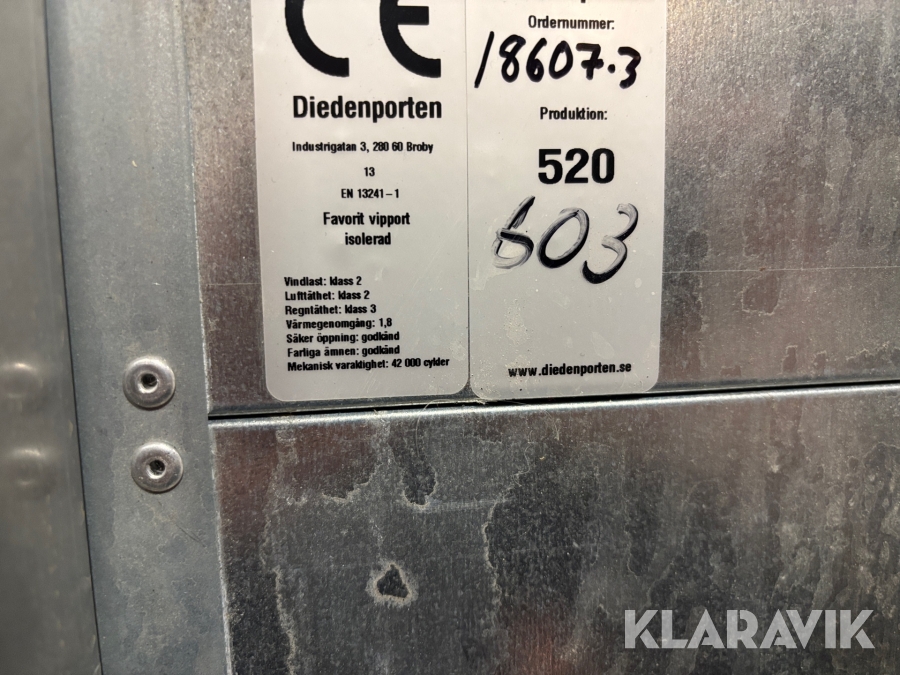 CE
Diedenporten
Industrigatan 3, 280 60 Broby
13
EN 13241-1
Favorit vipport
isolerad
Vindlast: klass 2
Lufttäthet: klass 2
Regntäthet: klass 3
Värmegenomgång: 1,8
Säker öppning: godkänd
Farliga ämnen: godkänd
Mekanisk varaktighet: 42 000 cykler
Ordernummer:
18607.3
Produktion:
520
603
www.diedenporten.se
KLARAVIK